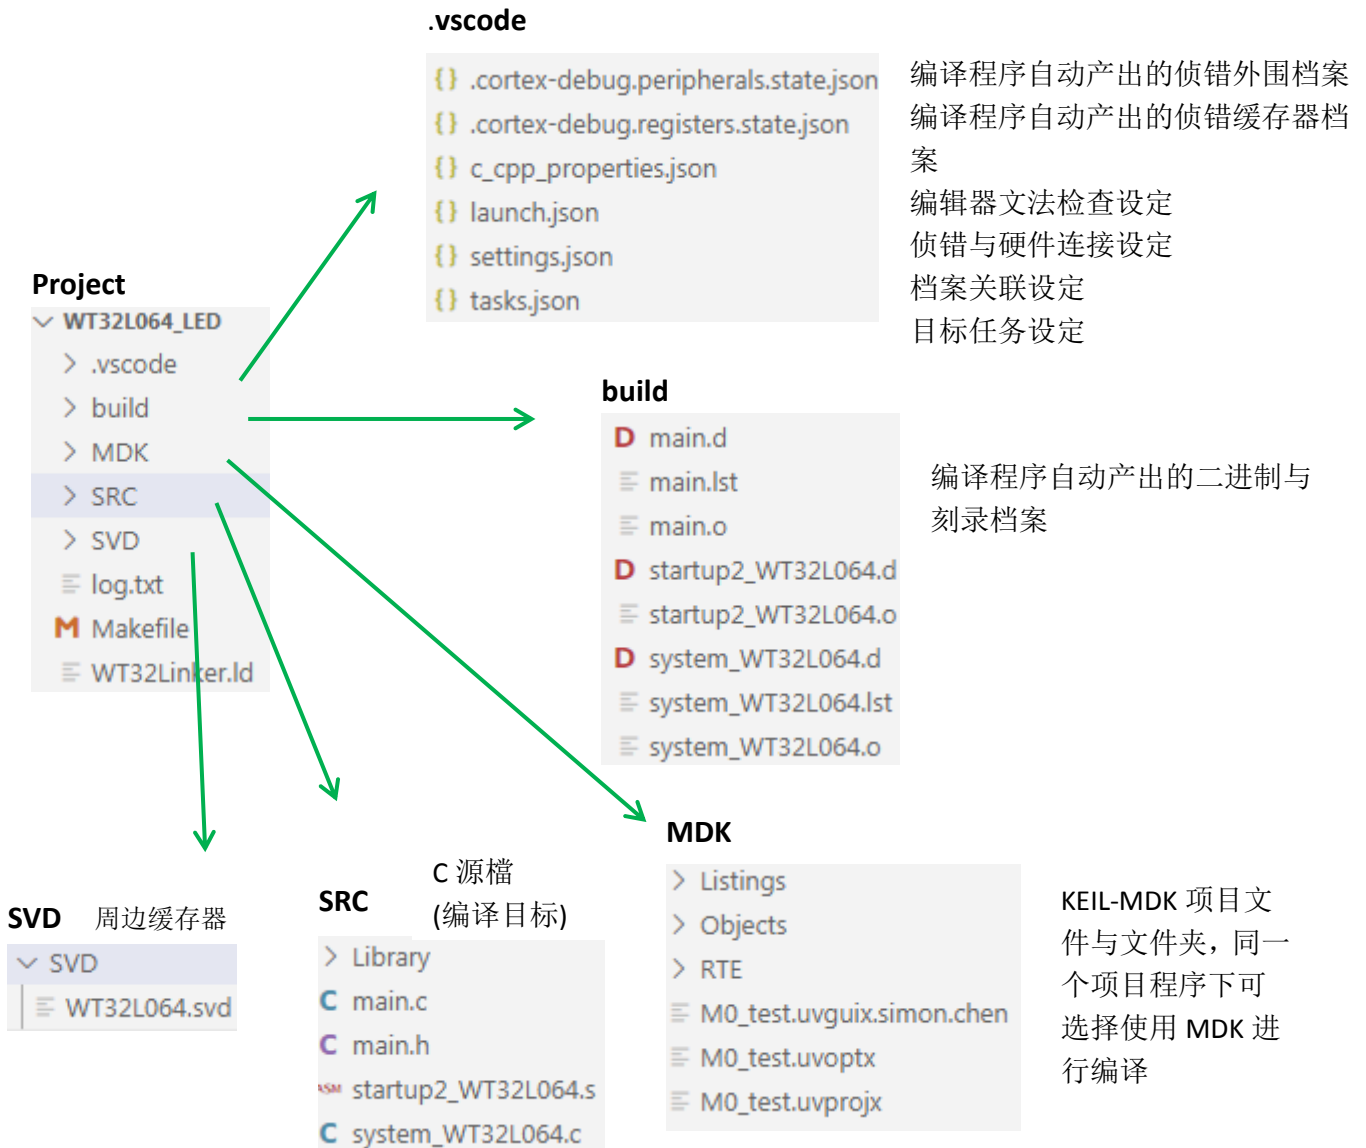 .vscode
.cortex-debug.peripherals.state.json
.cortex-debug.registers.state.json
c_cpp_properties.json
launch.json
settings.json
tasks.json
编译程序自动产出的侦错外围档案
编译程序自动产出的侦错缓存器档
案
编辑器文法检查设定
侦错与硬件连接设定
档案关联设定
目标任务设定
Project
WT32L064_LED
.vscode
build
MDK
SRC
SVD
log.txt
M Makefile
WT32Linker.ld
build
D main.d
main.lst
main.o
D startup2_WT32L064.d
startup2_WT32L064.o
D system_WT32L064.d
system_WT32L064.lst
system_WT32L064.o
编译程序自动产出的二进制与
刻录档案
SVD 周边缓存器
SVD
WT32L064.svd
SRC
C 源檔
(编译目标)
Library
C main.c
C main.h
ASM startup2_WT32L064.s
C system_WT32L064.c
MDK
Listings
Objects
RTE
M0_test.uvguix.simon.chen
M0_test.uvoptx
M0_test.uvprojx
KEIL-MDK 项目文
件与文件夹，同一
个项目程序下可
选择使用 MDK 进
行编译